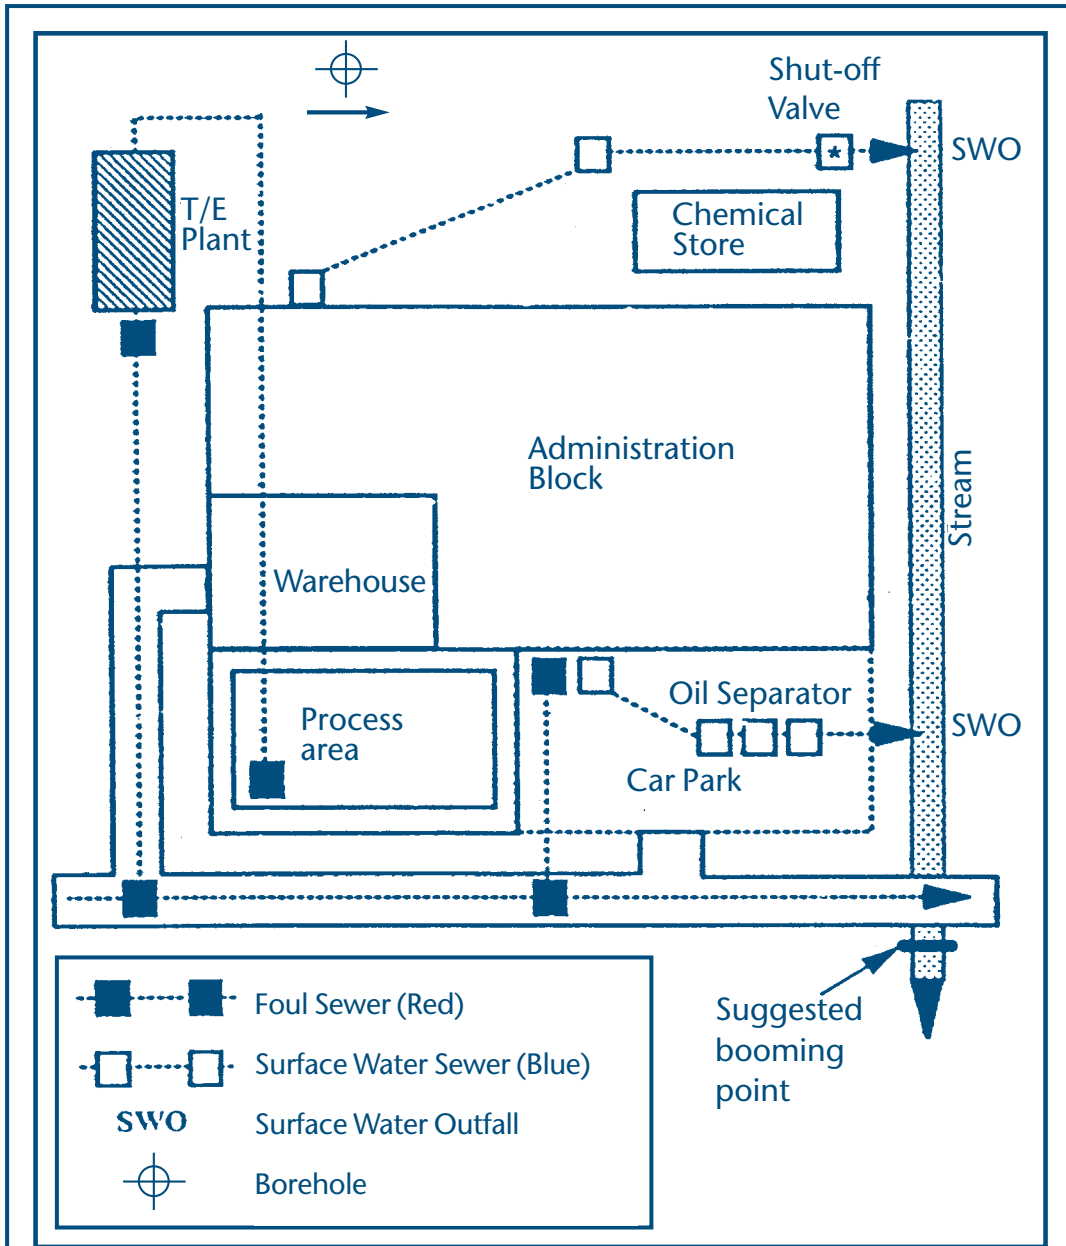 Shut-off
Valve
SWO
T/E
Plant
Chemical
Store
Administration
Block
Stream
Warehouse
Oil Separator
SWO
Process
area
Car Park
Suggested
booming
point
Foul Sewer (Red)
Surface Water Sewer (Blue)
SWO Surface Water Outfall
Borehole